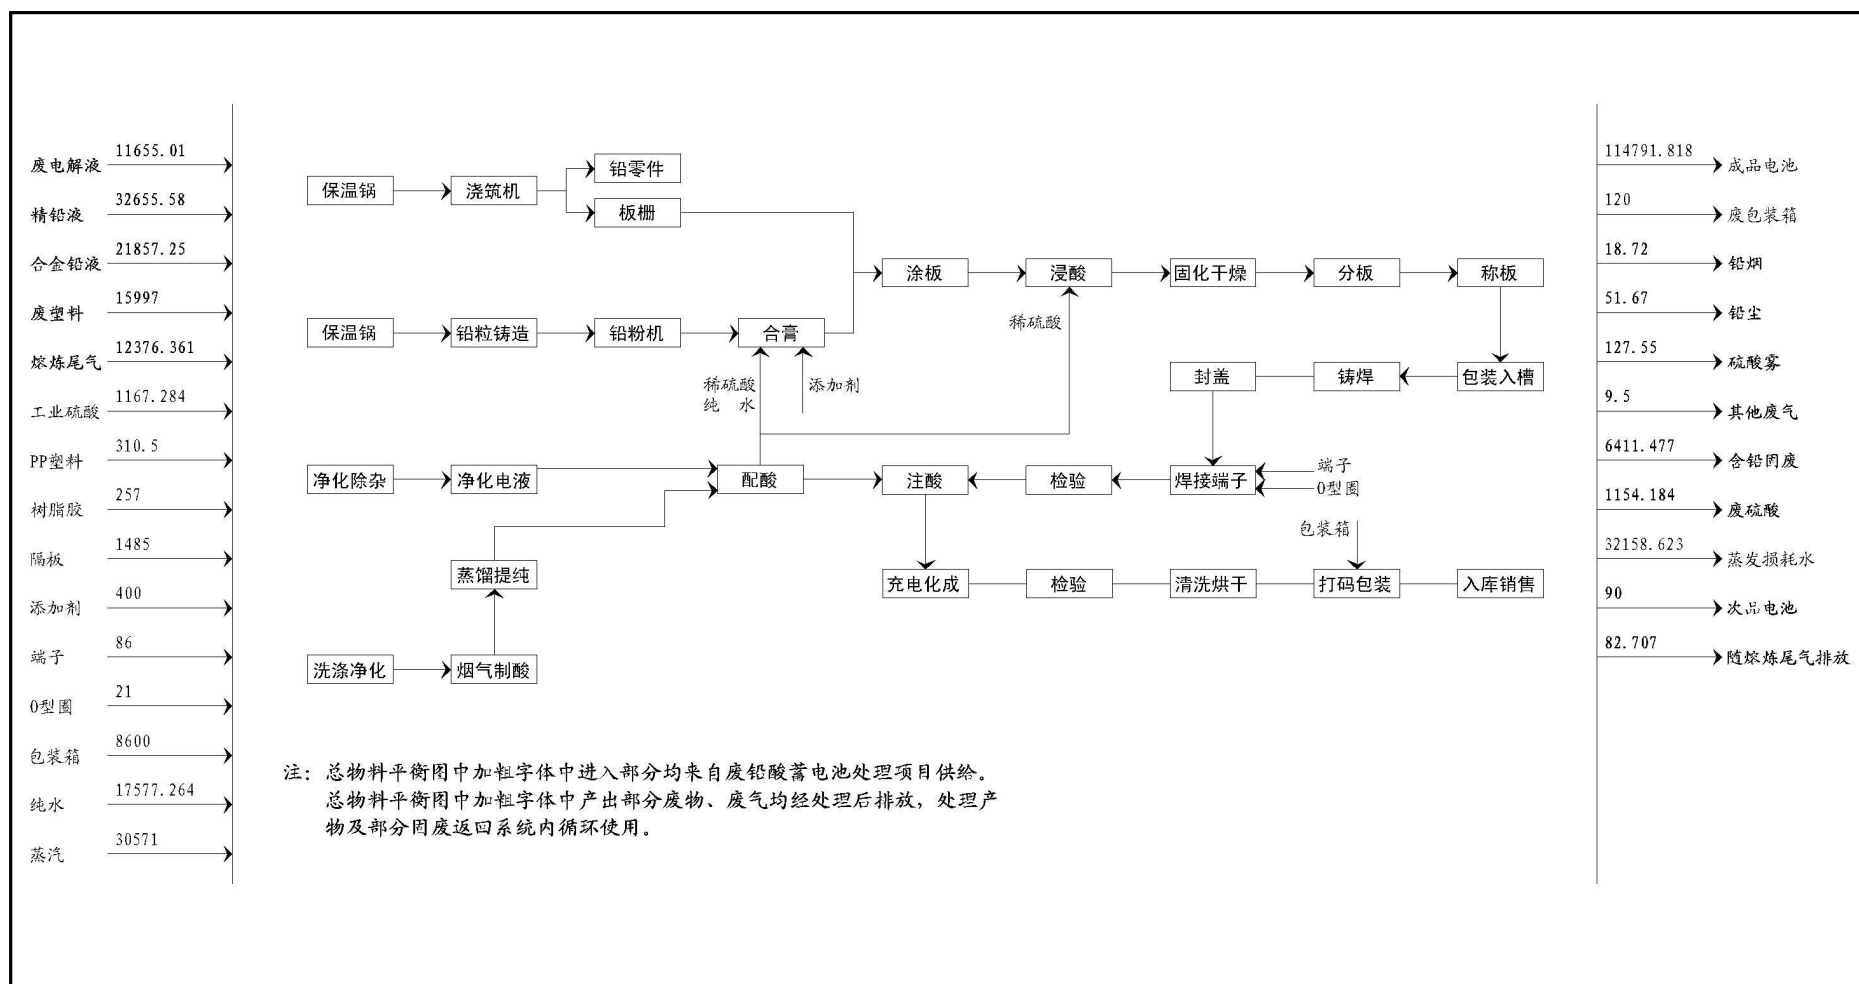 废电解液 11655.01
精铅液 32655.58
合金铅液 21857.25
废塑料 15997
熔炼尾气 12376.361
工业硫酸 1167.284
PP塑料 310.5
树脂胶 257
隔板 1485
添加剂 400
端子 86
O型圈 21
包装箱 8600
纯水 17577.264
蒸汽 30571
保温锅
浇筑机
铅零件
板栅
涂板
浸酸
固化干燥
分板
称板
稀硫酸
保温锅
铅粒铸造
铅粉机
合膏
稀硫酸
纯 水
添加剂
封盖
铸焊
包装入槽
净化除杂
净化电液
配酸
注酸
检验
焊接端子
端子
O型圈
包装箱
蒸馏提纯
充电化成
检验
清洗烘干
打码包装
入库销售
洗涤净化
烟气制酸
注：总物料平衡图中加粗字体中进入部分均来自废铅酸蓄电池处理项目供给。
总物料平衡图中加粗字体中产出部分废物、废气均经处理后排放，处理产
物及部分固废返回系统内循环使用。
114791.818 成品电池
120 废包装箱
18.72 铅烟
51.67 铅尘
127.55 硫酸雾
9.5 其他废气
6411.477 含铅固废
1154.184 废硫酸
32158.623 蒸发损耗水
90 次品电池
82.707 随熔炼尾气排放